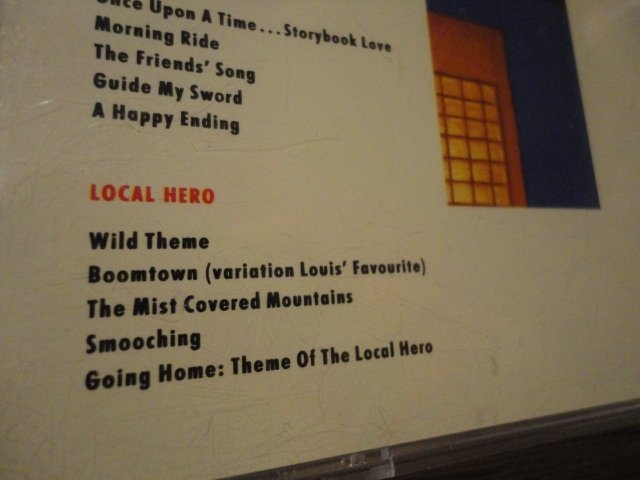 Once Upon A Time...Storybook Love
Morning Ride
The Friends' Song
Guide My Sword
A Happy Ending
LOCAL HERO
Wild Theme
Boomtown (variation Louis' Favourite)
The Mist Covered Mountains
Smooching
Going Home: Theme Of The Local Hero